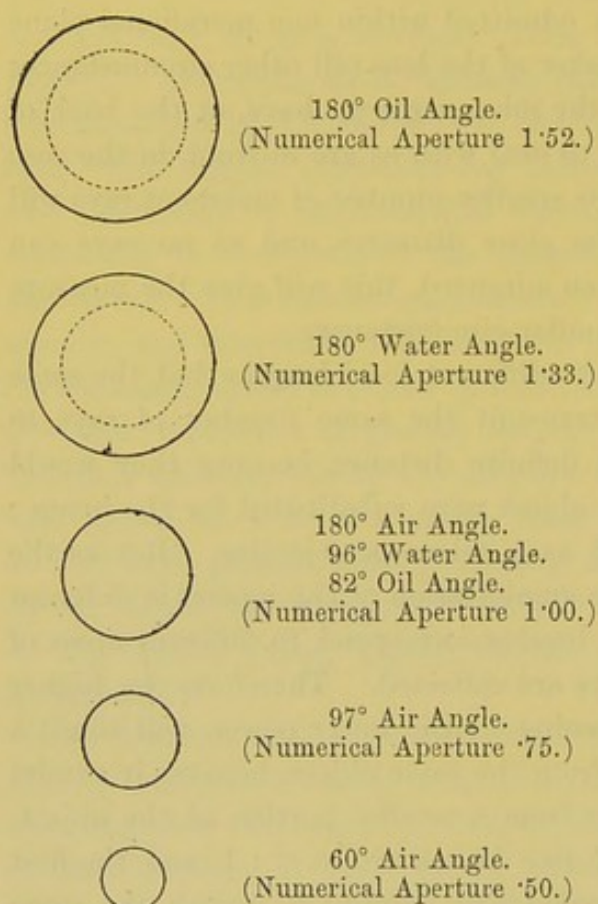 180° Oil Angle.
(Numerical Aperture 1·52.)
180° Water Angle.
(Numerical Aperture 1·33.)
180° Air Angle.
96° Water Angle.
82° Oil Angle.
(Numerical Aperture 1·00.)
97° Air Angle.
(Numerical Aperture ·75.)
60° Air Angle.
(Numerical Aperture ·50.)